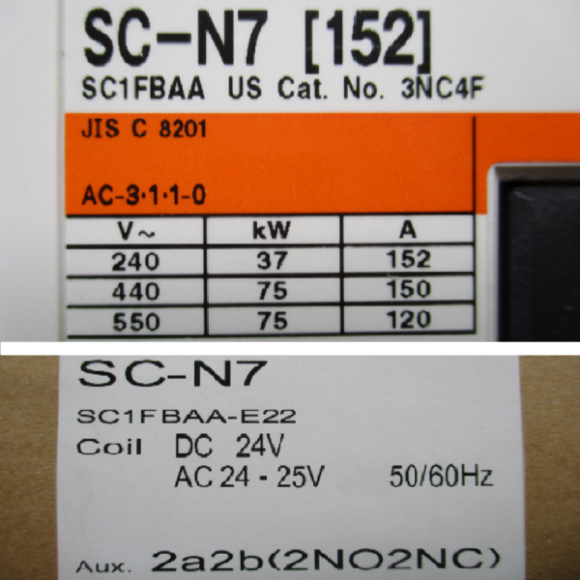 SC-N7 [152]
SC1FBAA US Cat. No. 3NC4F
JIS C 8201
AC-3·1·1-0
V~ kW A
240 37 152
440 75 150
550 75 120
SC-N7
SC1FBAA-E22
Coil DC 24V
AC 24 - 25V 50/60Hz
Aux. 2a2b(2NO2NC)